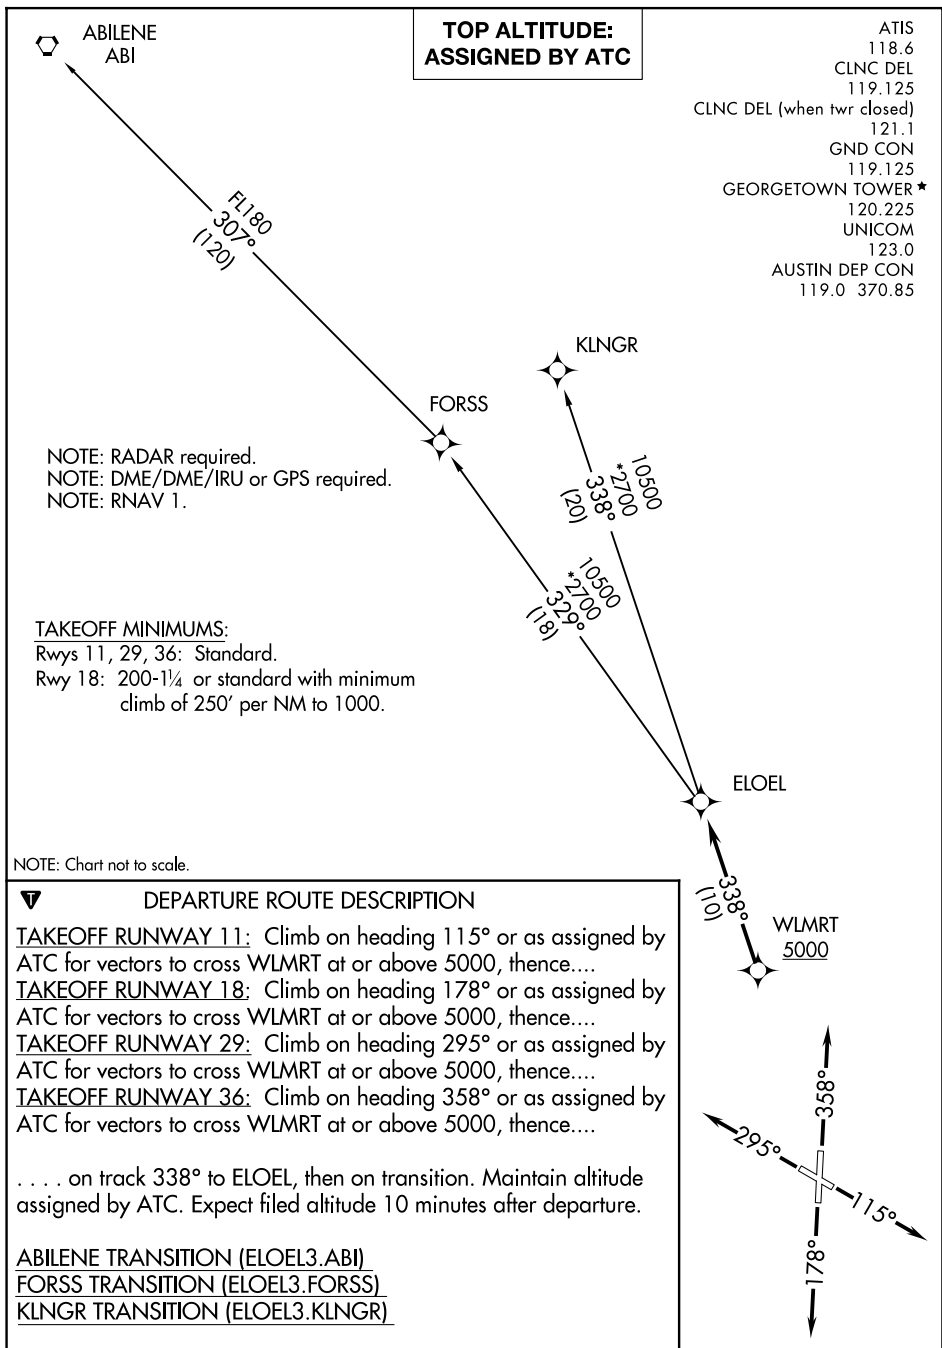 ABILENE
ABI
TOP ALTITUDE:
ASSIGNED BY ATC
ATIS
118.6
CLNC DEL
119.125
CLNC DEL (when twr closed)
121.1
GND CON
119.125
GEORGETOWN TOWER★
120.225
UNICOM
123.0
AUSTIN DEP CON
119.0 370.85
FL180
307°
(120)
KLNGR
FORSS
NOTE: RADAR required.
NOTE: DME/DME/IRU or GPS required.
NOTE: RNAV 1.
10500
*2700
338°
(20)
10500
*2700
329°
(18)
TAKEOFF MINIMUMS:
Rwys 11, 29, 36: Standard.
Rwy 18: 200-1¼ or standard with minimum
climb of 250′ per NM to 1000.
ELOEL
NOTE: Chart not to scale.
338°
(10)
WLMRT
5000
T
DEPARTURE ROUTE DESCRIPTION
TAKEOFF RUNWAY 11: Climb on heading 115° or as assigned by
ATC for vectors to cross WLMRT at or above 5000, thence....
TAKEOFF RUNWAY 18: Climb on heading 178° or as assigned by
ATC for vectors to cross WLMRT at or above 5000, thence....
TAKEOFF RUNWAY 29: Climb on heading 295° or as assigned by
ATC for vectors to cross WLMRT at or above 5000, thence....
TAKEOFF RUNWAY 36: Climb on heading 358° or as assigned by
ATC for vectors to cross WLMRT at or above 5000, thence....
. . . . on track 338° to ELOEL, then on transition. Maintain altitude
assigned by ATC. Expect filed altitude 10 minutes after departure.
ABILENE TRANSITION (ELOEL3.ABI)
FORSS TRANSITION (ELOEL3.FORSS)
KLNGR TRANSITION (ELOEL3.KLNGR)
358°
295°
115°
178°